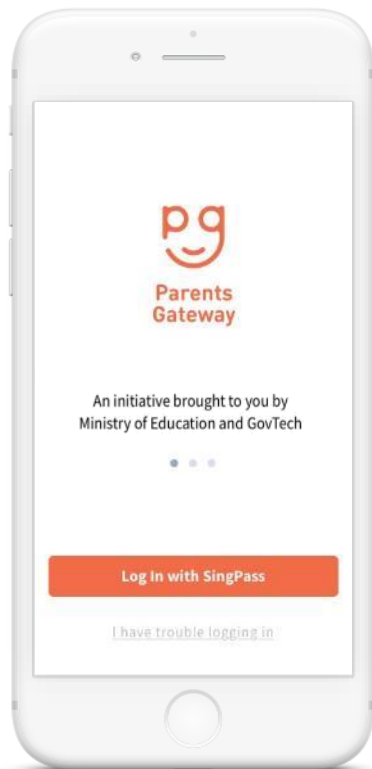 pg
Parents
Gateway
An initiative brought to you by
Ministry of Education and GovTech
Log In with SingPass
I have trouble logging in